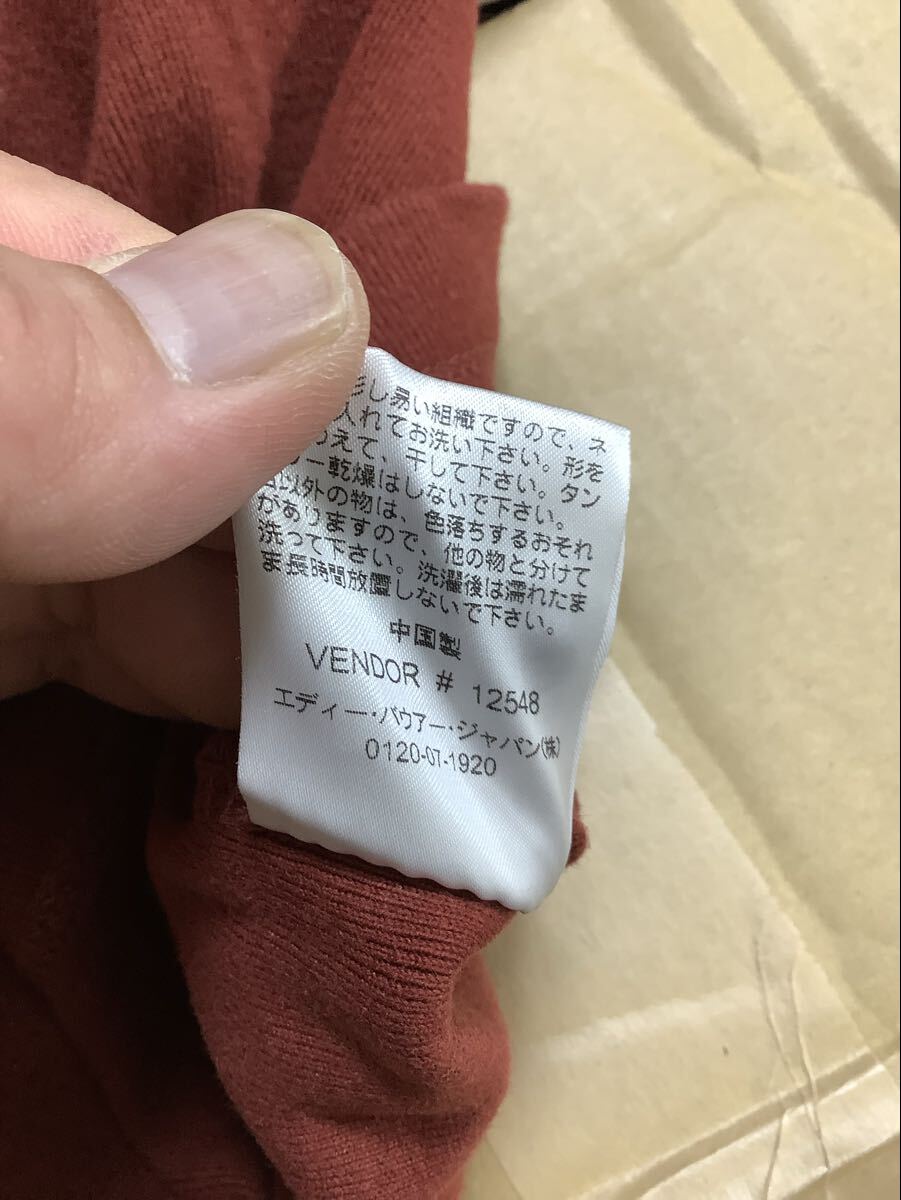 し易い組織ですので、ス
入れてお洗い下さい。形を
えて、干して下さい。タン
ー乾燥はしないで下さい。
以外の物は、色落ちするおそれ
がありますので、他の物と分けて
洗って下さい。洗濯後は濡れたま
ま長時間放置しないで下さい。
中国製
VENDOR # 12548
エディー・バウアー・ジャパン(株)
0120-07-1920